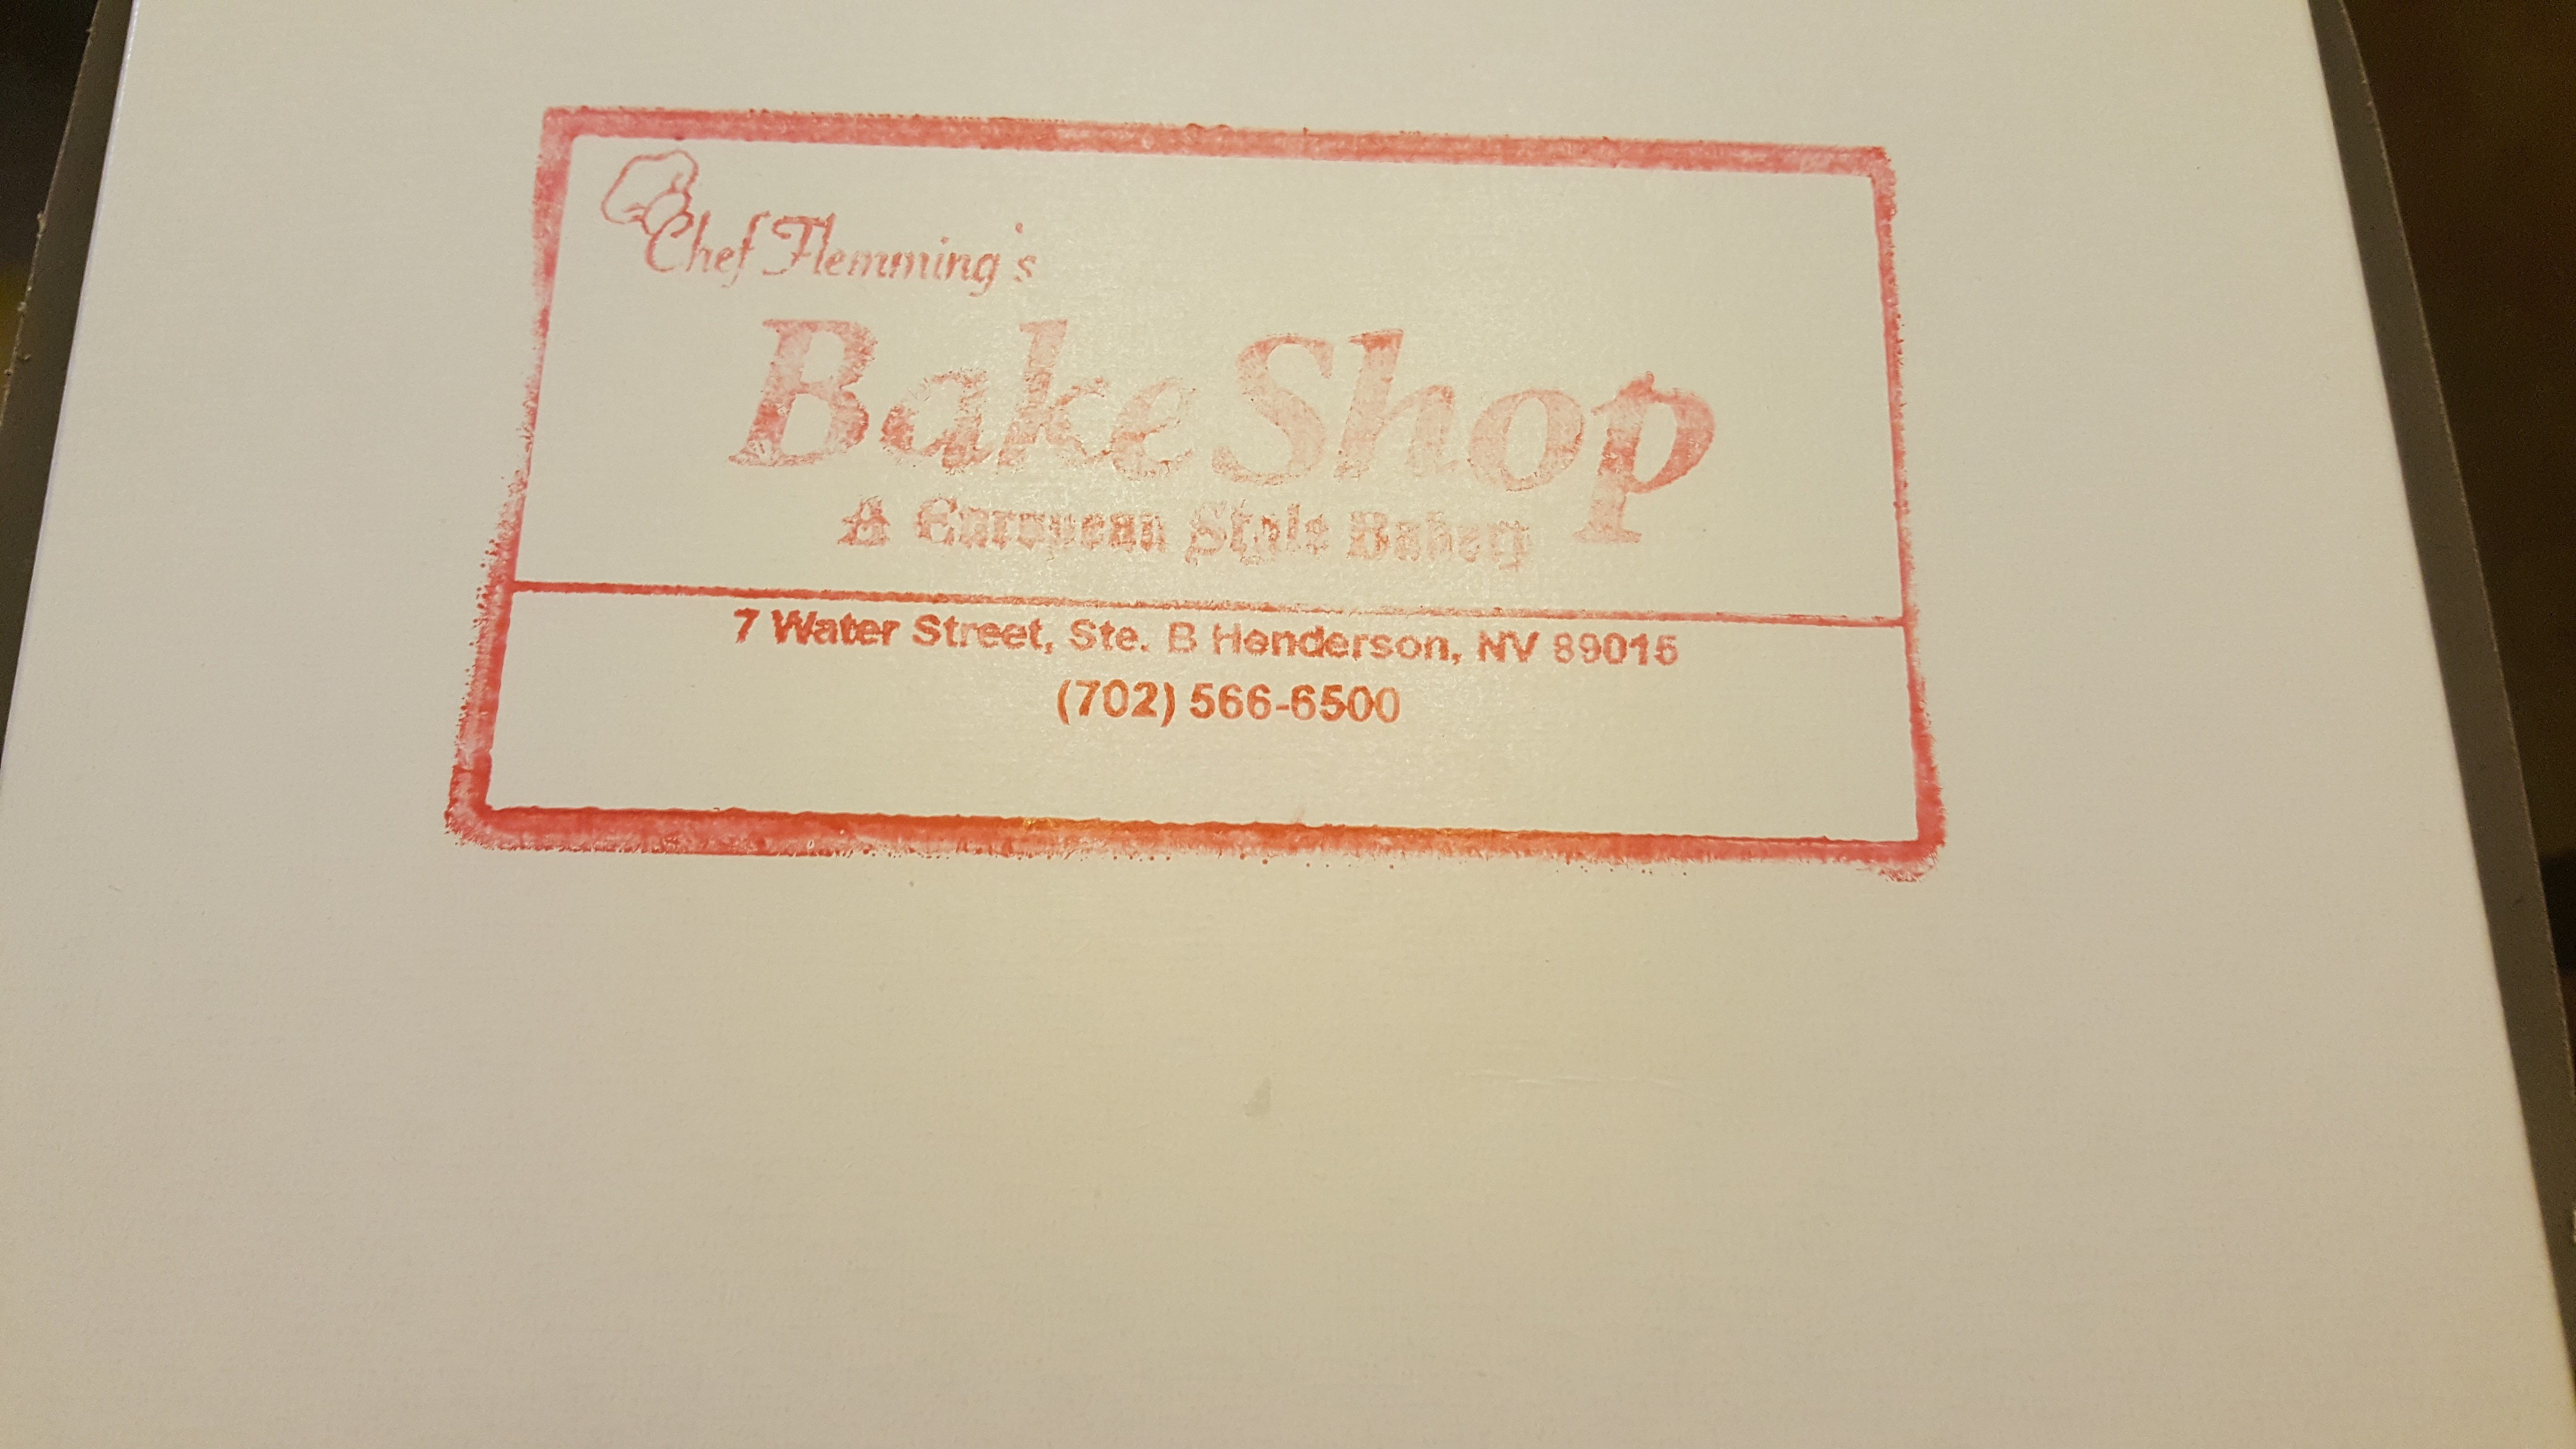 Chef Flemming's
Bake Shop
A European Style Bakery
7 Water Street, Ste. B Henderson, NV 89015
(702) 566-6500